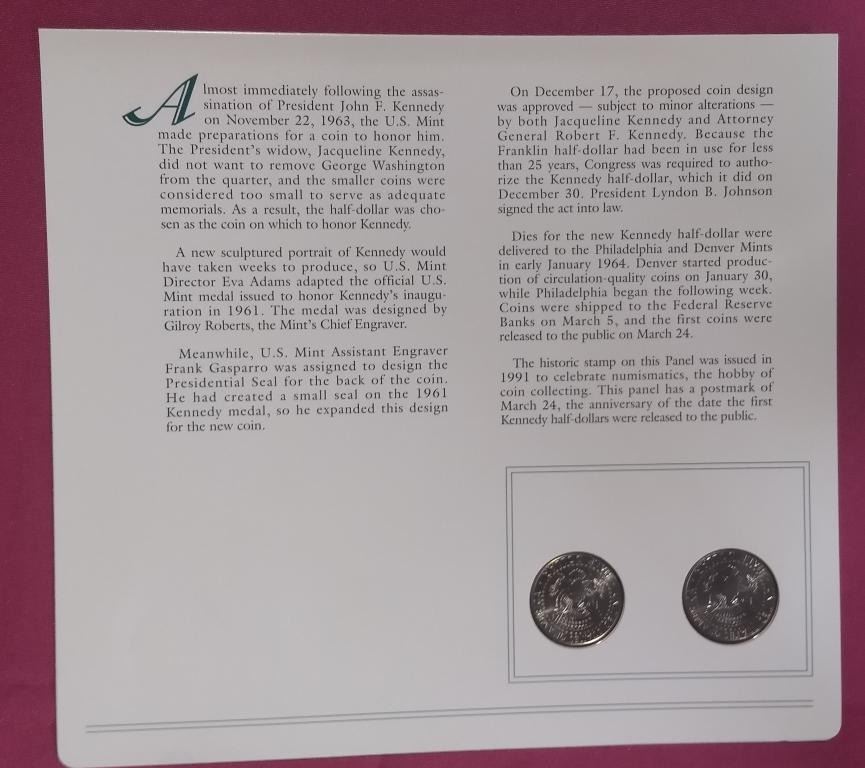 Almost immediately following the assas-
sination of President John F. Kennedy
on November 22, 1963, the U.S. Mint
made preparations for a coin to honor him.
The President's widow, Jacqueline Kennedy,
did not want to remove George Washington
from the quarter, and the smaller coins were
considered too small to serve as adequate
memorials. As a result, the half-dollar was cho-
sen as the coin on which to honor Kennedy.
A new sculptured portrait of Kennedy would
have taken weeks to produce, so U.S. Mint
Director Eva Adams adapted the official U.S.
Mint medal issued to honor Kennedy's inaugu-
ration in 1961. The medal was designed by
Gilroy Roberts, the Mint's Chief Engraver.
Meanwhile, U.S. Mint Assistant Engraver
Frank Gasparro was assigned to design the
Presidential Seal for the back of the coin.
He had created a small seal on the 1961
Kennedy medal, so he expanded this design
for the new coin.
On December 17, the proposed coin design
was approved — subject to minor alterations —
by both Jacqueline Kennedy and Attorney
General Robert F. Kennedy. Because the
Franklin half-dollar had been in use for less
than 25 years, Congress was required to autho-
rize the Kennedy half-dollar, which it did on
December 30. President Lyndon B. Johnson
signed the act into law.
Dies for the new Kennedy half-dollar were
delivered to the Philadelphia and Denver Mints
in early January 1964. Denver started produc-
tion of circulation-quality coins on January 30,
while Philadelphia began the following week.
Coins were shipped to the Federal Reserve
Banks on March 5, and the first coins were
released to the public on March 24.
The historic stamp on this Panel was issued in
1991 to celebrate numismatics, the hobby of
coin collecting. This panel has a postmark of
March 24, the anniversary of the date the first
Kennedy half-dollars were released to the public.